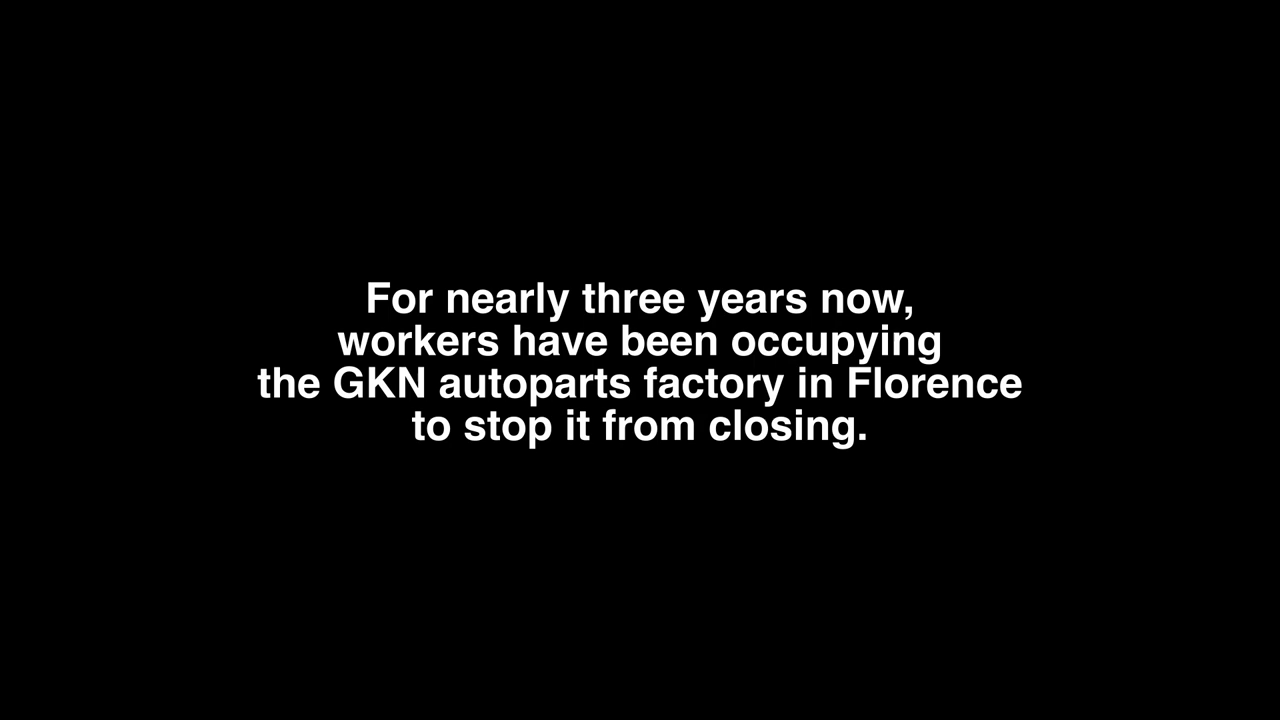 For nearly three years now,
workers have been occupying
the GKN autoparts factory in Florence
to stop it from closing.